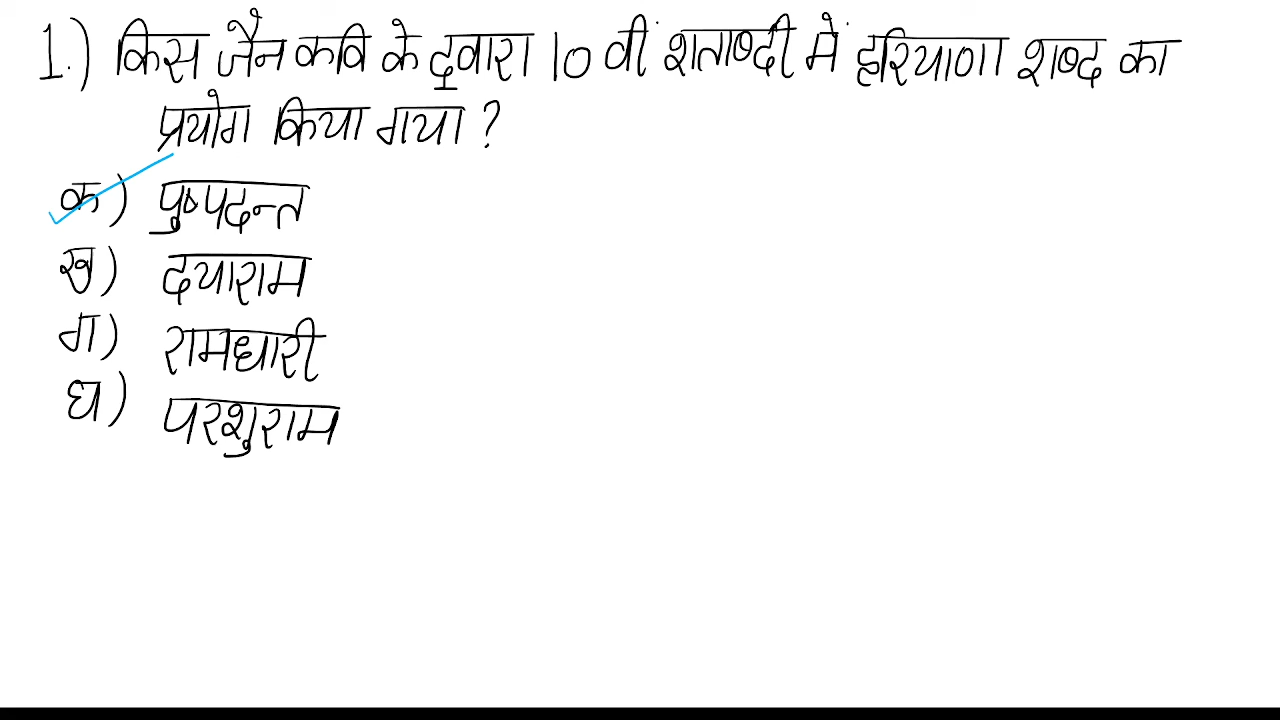 1.) किस जैन कवि के द्वारा 10 वीं शताब्दी में हरियाणा शब्द का
प्रयोग किया गया ?
क) पुष्पदन्त
ख) दयाराम
ग) रामधारी
घ) परशुराम